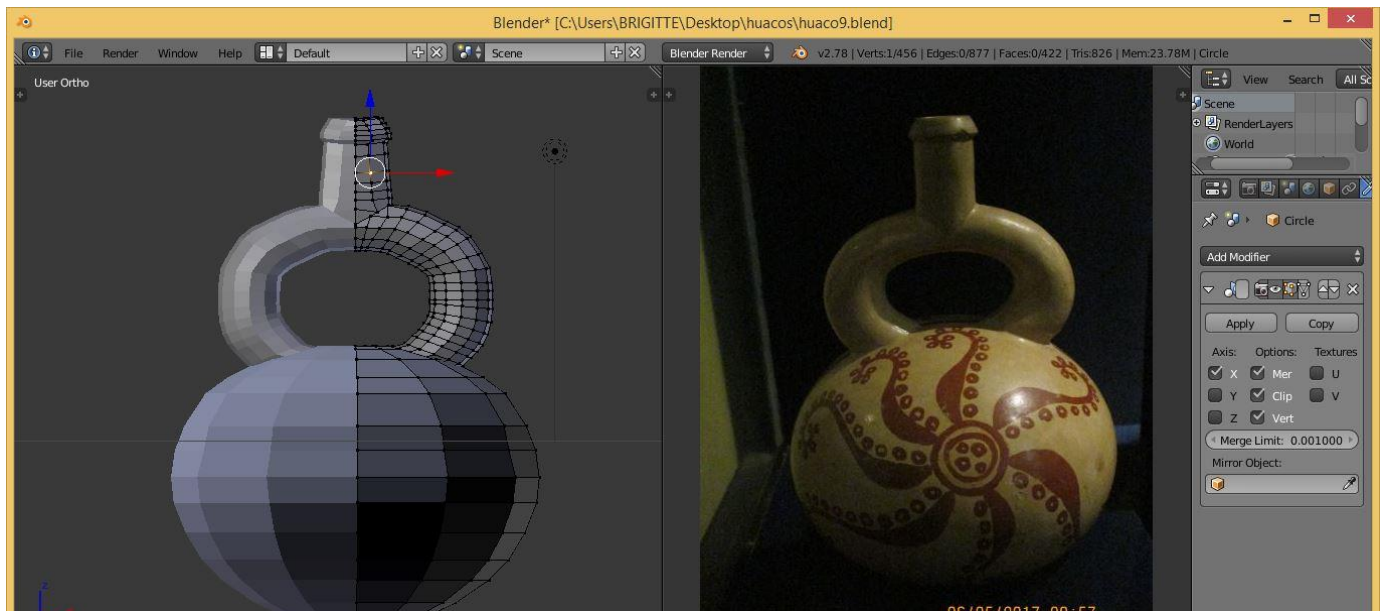 Blender* [C:\Users\BRIGITTE\Desktop\huacos\huaco9.blend]
File Render Window Help Default Scene Blender Render v2.78 | Verts:1/456 | Edges:0/877 | Faces:0/422 | Tris:826 | Mem:23.78M | Circle
User Ortho
View Search All Sc
Scene
RenderLayers
World
Circle
Add Modifier
Apply Copy
Axis: Options: Textures
X Mer U
Y Clip V
Z Vert
Merge Limit: 0.001000
Mirror Object:
z